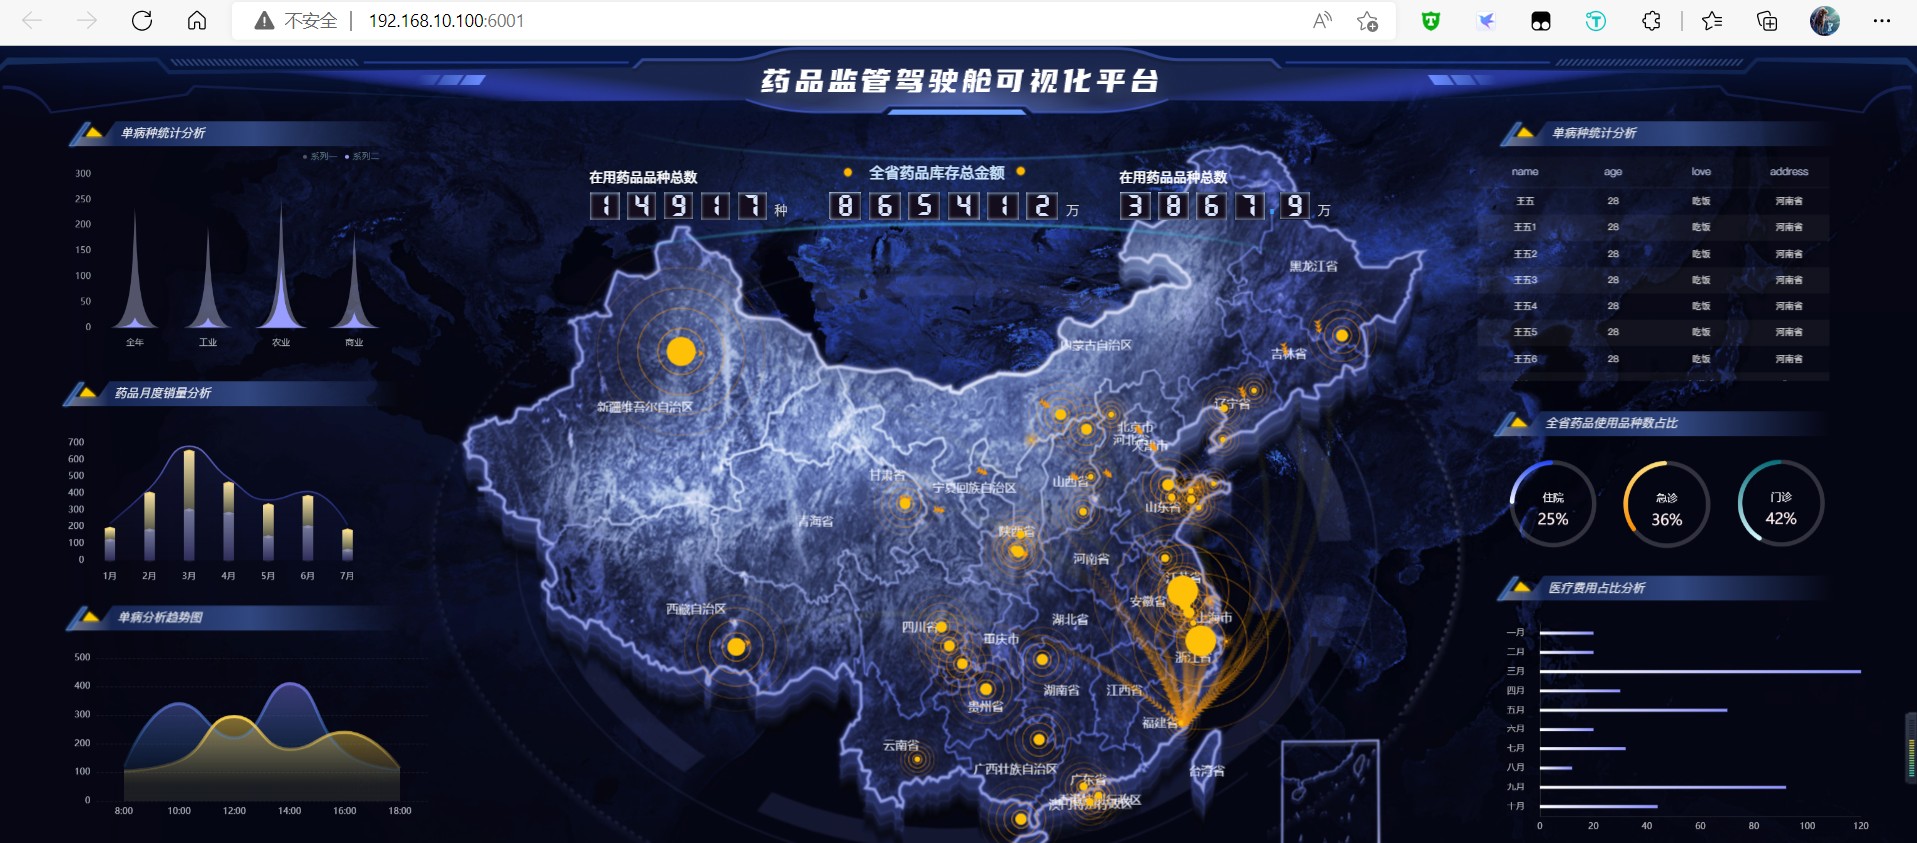 不安全 192.168.10.100:6001
药品监管驾驶舱可视化平台
单病种统计分析
系列一 系列二
300
250
200
150
100
50
0
全年 工业 农业 商业
药品月度销量分析
700
600
500
400
300
200
100
0
1月 2月 3月 4月 5月 6月 7月
单病分析趋势图
500
400
300
200
100
0
8:00 10:00 12:00 14:00 16:00 18:00
在用药品品种总数
14917 种
全省药品库存总金额
865412 万
在用药品品种总数
3867.9 万
黑龙江省
内蒙古自治区
吉林省
新疆维吾尔自治区
辽宁省
北京市
河北省
天津市
甘肃省
宁夏回族自治区
山西省
山东省
青海省
陕西省
河南省
江苏省
西藏自治区
安徽省
上海市
四川省
重庆市
湖北省
浙江省
湖南省
江西省
贵州省
福建省
云南省
广西壮族自治区
台湾省
广东省
香港特别行政区
澳门特别行政区
单病种统计分析
name age love address
王五 28 吃饭 河南省
王五1 28 吃饭 河南省
王五2 28 吃饭 河南省
王五3 28 吃饭 河南省
王五4 28 吃饭 河南省
王五5 28 吃饭 河南省
王五6 28 吃饭 河南省
全省药品使用品种数占比
住院 25%
急诊 36%
门诊 42%
医疗费用占比分析
一月
二月
三月
四月
五月
六月
七月
八月
九月
十月
0 20 40 60 80 100 120